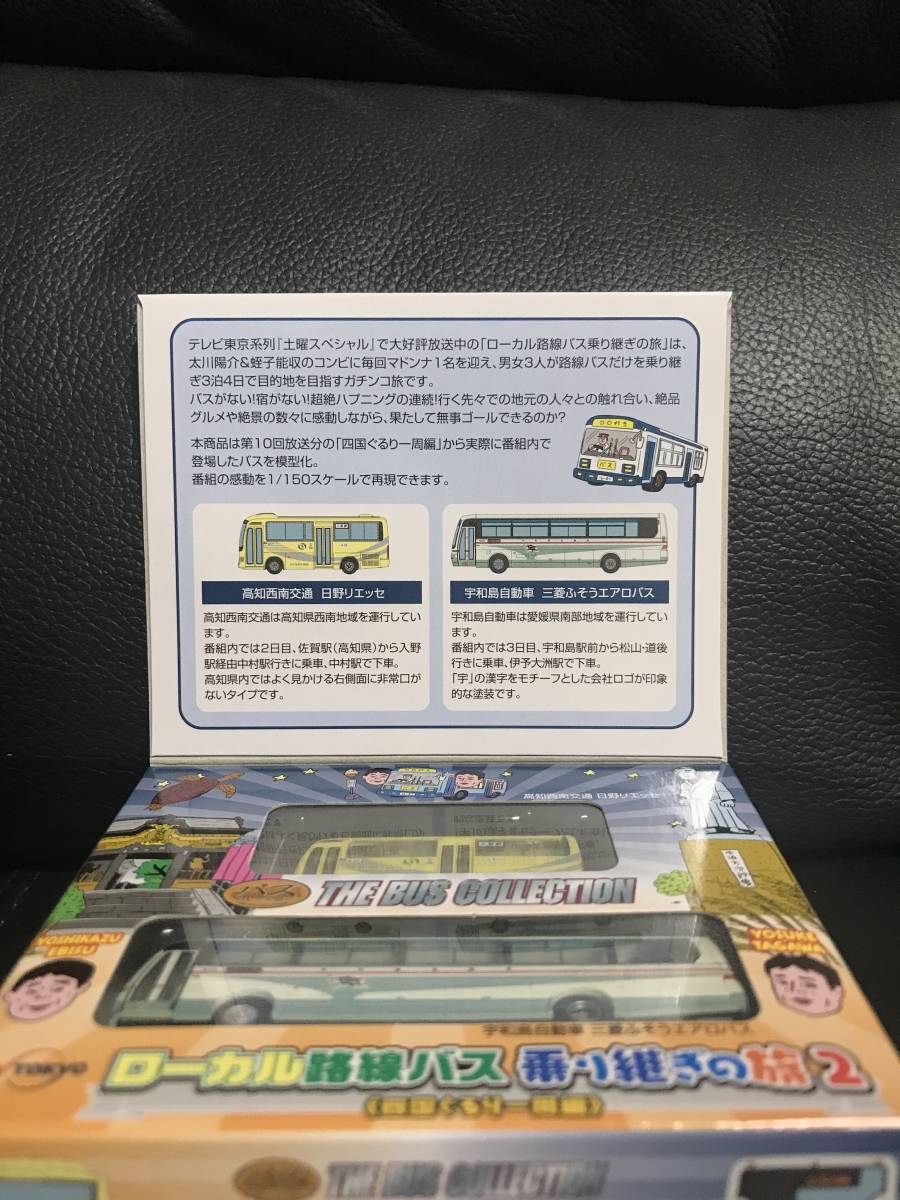 テレビ東京系列『土曜スペシャル』で大好評放送中の「ローカル路線バス乗り継ぎの旅」は、
太川陽介&蛭子能収のコンビに毎回マドンナ1名を迎え、男女3人が路線バスだけを乗り継
ぎ3泊4日で目的地を目指すガチンコ旅です。
バスがない!宿がない!超絶ハプニングの連続!行く先々での地元の人々との触れ合い、絶品
グルメや絶景の数々に感動しながら、果たして無事ゴールできるのか?
本商品は第10回放送分の「四国ぐるり一周編」から実際に番組内で
登場したバスを模型化。
番組の感動を1/150スケールで再現できます。
バス
高知西南交通 日野リエッセ
高知西南交通は高知県西南地域を運行してい
ます。
番組内では2日目、佐賀駅(高知県)から入野
駅経由中村駅行きに乗車、中村駅で下車。
高知県内ではよく見かける右側面に非常口が
ないタイプです。
宇和島自動車 三菱ふそうエアロバス
宇和島自動車は愛媛県南部地域を運行してい
ます。
番組内では3日目、宇和島駅前から松山・道後
行きに乗車、伊予大洲駅で下車。
「宇」の漢字をモチーフとした会社ロゴが印象
的な塗装です。
高知西南交通 日野リエッセ
バス THE BUS COLLECTION
YOSHIKAZU
EBISU
YOSUKE
TAGAWA
宇和島自動車 三菱ふそうエアロバス
TOKYO
ローカル路線バス 乗り継ぎの旅2
〈四国ぐるり一周編〉
THE BUS COLLECTION